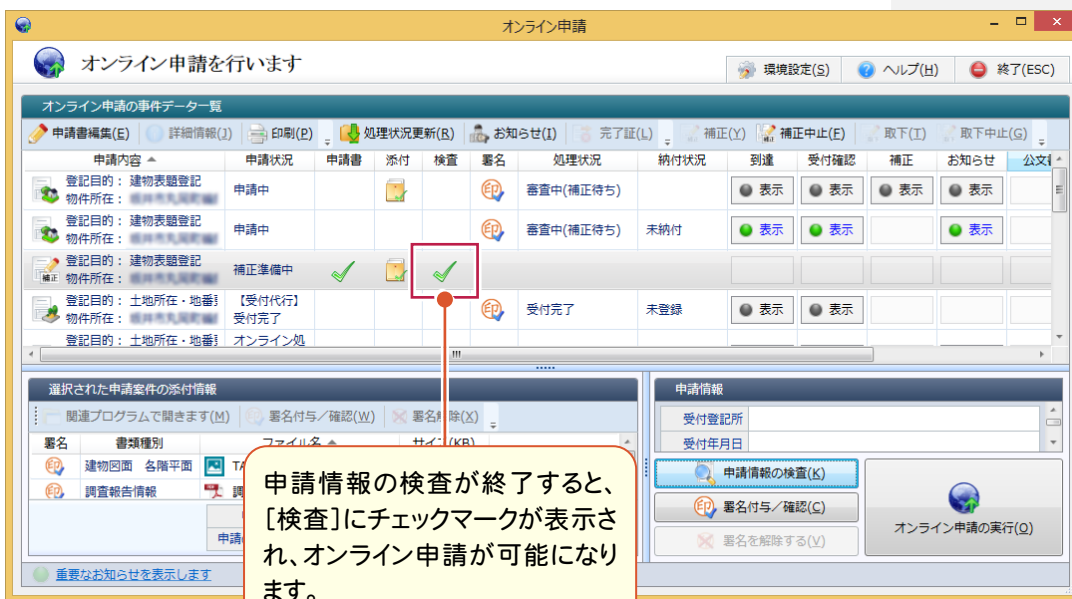 オンライン申請
オンライン申請を行います
環境設定(S) ヘルプ(H) 終了(ESC)
オンライン申請の事件データ一覧
申請書編集(E) 詳細情報(J) 印刷(P) 処理状況更新(R) お知らせ(I) 完了証(L) 補正(Y) 補正中止(F) 取下(T) 取下中止(G)
申請内容 申請状況 申請書 添付 検査 署名 処理状況 納付状況 到達 受付確認 補正 お知らせ
登記目的： 建物表題登記
物件所在：
申請中 審査中(補正待ち) 表示 表示 表示 表示
登記目的： 建物表題登記
物件所在：
申請中 審査中(補正待ち) 未納付 表示 表示 表示
登記目的： 建物表題登記
物件所在：
補正 補正準備中
登記目的： 土地所在・地番
物件所在：
【受付代行】
受付完了 受付完了 未登録 表示 表示
登記目的： 土地所在・地番 オンライン処
選択された申請案件の添付情報
関連プログラムで開きます(M) 署名付与／確認(W) 署名解除(X)
署名 書類種別 ファイル名 サイズ(KB)
建物図面 各階平面 TA
調査報告情報 調
申請情報
受付登記所
受付年月日
申請情報の検査(K)
署名付与／確認(C)
署名を解除する(V)
オンライン申請の実行(O)
重要なお知らせを表示します
申請情報の検査が終了すると、
［検査］にチェックマークが表示さ
れ、オンライン申請が可能になり
ます。